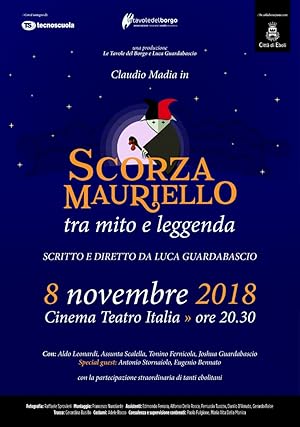 tecnoscuola
letavoledelborgo
Città di Eboli
una produzione
Le Tavole del Borgo e Luca Guardabascio
Claudio Madia in
SCORZA
MAURIELLO
tra mito e leggenda
SCRITTO E DIRETTO DA LUCA GUARDABASCIO
8 novembre 2018
Cinema Teatro Italia » ore 20.30
Con: Aldo Leonardi, Assunta Scalella, Tonino Fernicola, Joshua Guardabascio
Special guest: Antonio Stornaiolo, Eugenio Bennato
con la partecipazione straordinaria di tanti ebolitani